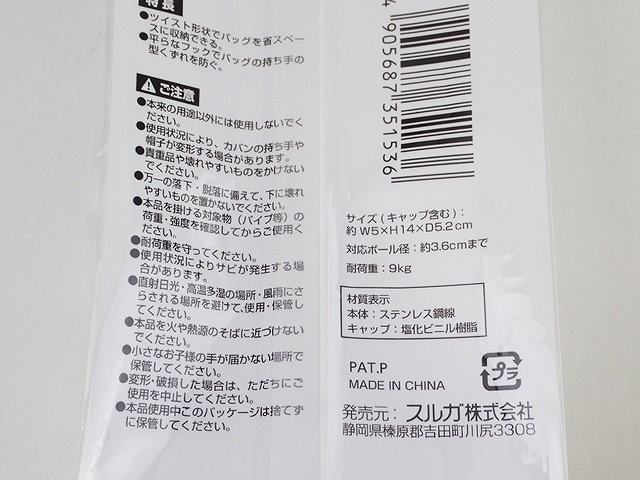 特長
●ツイスト形状でバッグを省スペー
スに収納できる。
●平らなフックでバッグの持ち手の
型くずれを防ぐ。
ご注意
●本来の用途以外には使用しないでく
ださい。
●使用状況により、カバンの持ち手や
帽子が変形する場合があります。
●貴重品や壊れやすいものをかけない
でください。
●万一の落下・脱落に備えて、下に壊れ
やすいものを置かないでください。
●本品を掛ける対象物（パイプ等）の
荷重・強度を確認してからご使用く
ださい。
●耐荷重を守ってください。
●使用状況によりサビが発生する場
合があります。
●直射日光・高温多湿の場所・風雨にさ
らされる場所を避けて、使用・保管し
てください。
●本品を火や熱源のそばに近づけない
でください。
●小さなお子様の手が届かない場所で
保管してください。
●変形・破損した場合は、ただちにご
使用を中止してください。
●本品使用中このパッケージは捨てず
に保管してください。
4 905687 351536
サイズ（キャップ含む）：
約 W5×H14×D5.2cm
対応ポール径：約3.6cmまで
耐荷重：9kg
材質表示
本体：ステンレス鋼線
キャップ：塩化ビニル樹脂
PAT.P
MADE IN CHINA
プラ
発売元：スルガ株式会社
静岡県榛原郡吉田町川尻3308